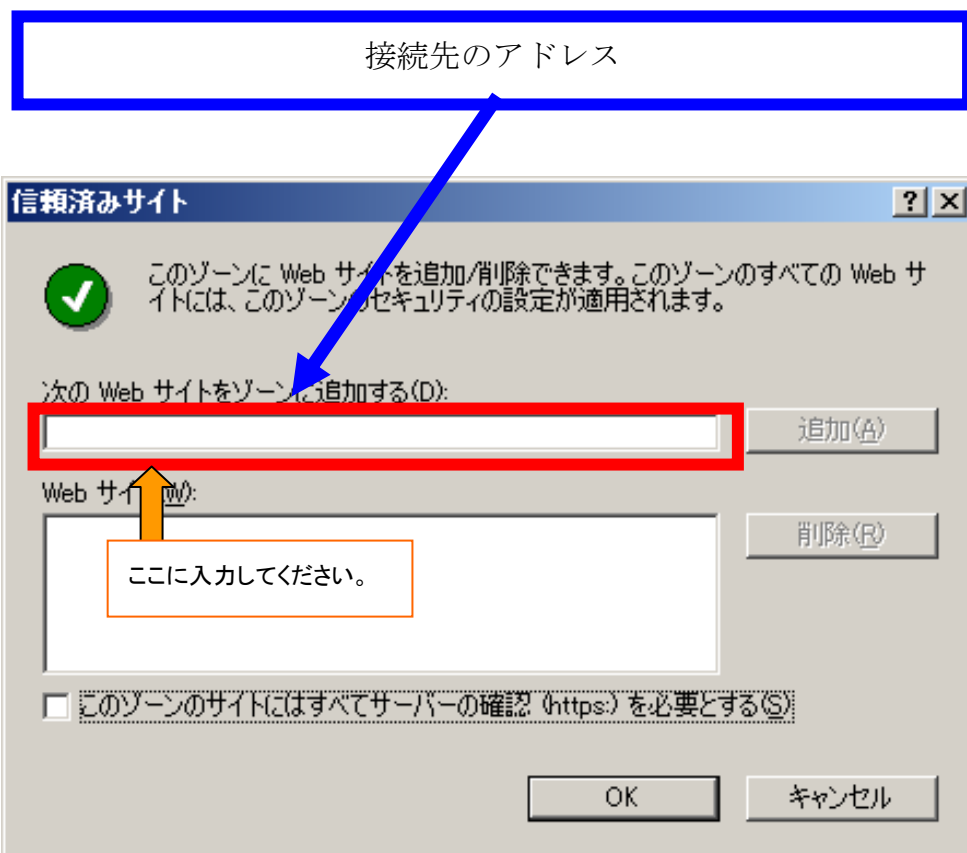 接続先のアドレス
信頼済みサイト
このゾーンに Web サイトを追加/削除できます。このゾーンのすべての Web サ
イトには、このゾーンのセキュリティの設定が適用されます。
次の Web サイトをゾーンに追加する(D):
追加(A)
Web サイト(W):
削除(R)
ここに入力してください。
このゾーンのサイトにはすべてサーバーの確認 (https:) を必要とする(S)
OK
キャンセル